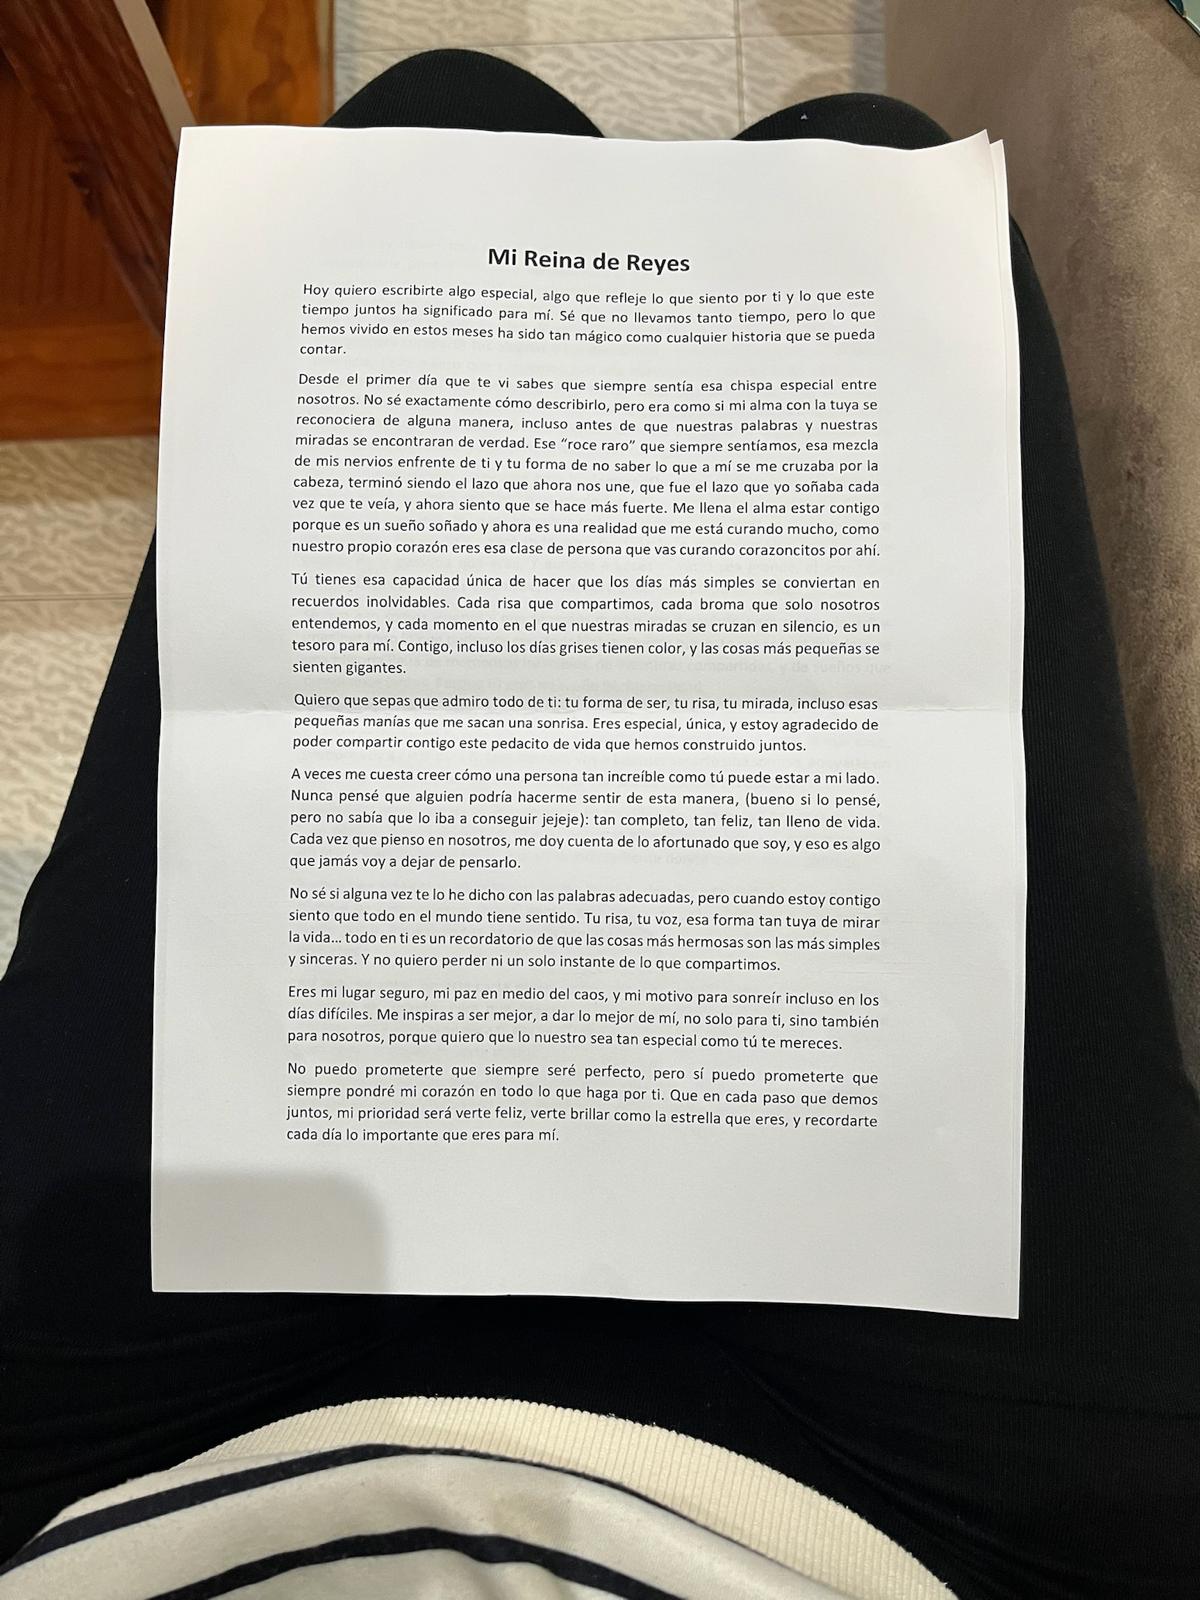 Mi Reina de Reyes
Hoy quiero escribirte algo especial, algo que refleje lo que siento por ti y lo que este
tiempo juntos ha significado para mí. Sé que no llevamos tanto tiempo, pero lo que
hemos vivido en estos meses ha sido tan mágico como cualquier historia que se pueda
contar.
Desde el primer día que te vi sabes que siempre sentía esa chispa especial entre
nosotros. No sé exactamente cómo describirlo, pero era como si mi alma con la tuya se
reconociera de alguna manera, incluso antes de que nuestras palabras y nuestras
miradas se encontraran de verdad. Ese “roce raro” que siempre sentíamos, esa mezcla
de mis nervios enfrente de ti y tu forma de no saber lo que a mí se me cruzaba por la
cabeza, terminó siendo el lazo que ahora nos une, que fue el lazo que yo soñaba cada
vez que te veía, y ahora siento que se hace más fuerte. Me llena el alma estar contigo
porque es un sueño soñado y ahora es una realidad que me está curando mucho, como
nuestro propio corazón eres esa clase de persona que vas curando corazoncitos por ahí.
Tú tienes esa capacidad única de hacer que los días más simples se conviertan en
recuerdos inolvidables. Cada risa que compartimos, cada broma que solo nosotros
entendemos, y cada momento en el que nuestras miradas se cruzan en silencio, es un
tesoro para mí. Contigo, incluso los días grises tienen color, y las cosas más pequeñas se
sienten gigantes.
Quiero que sepas que admiro todo de ti: tu forma de ser, tu risa, tu mirada, incluso esas
pequeñas manías que me sacan una sonrisa. Eres especial, única, y estoy agradecido de
poder compartir contigo este pedacito de vida que hemos construido juntos.
A veces me cuesta creer cómo una persona tan increíble como tú puede estar a mi lado.
Nunca pensé que alguien podría hacerme sentir de esta manera, (bueno si lo pensé,
pero no sabía que lo iba a conseguir jejeje): tan completo, tan feliz, tan lleno de vida.
Cada vez que pienso en nosotros, me doy cuenta de lo afortunado que soy, y eso es algo
que jamás voy a dejar de pensarlo.
No sé si alguna vez te lo he dicho con las palabras adecuadas, pero cuando estoy contigo
siento que todo en el mundo tiene sentido. Tu risa, tu voz, esa forma tan tuya de mirar
la vida... todo en ti es un recordatorio de que las cosas más hermosas son las más simples
y sinceras. Y no quiero perder ni un solo instante de lo que compartimos.
Eres mi lugar seguro, mi paz en medio del caos, y mi motivo para sonreír incluso en los
días difíciles. Me inspiras a ser mejor, a dar lo mejor de mí, no solo para ti, sino también
para nosotros, porque quiero que lo nuestro sea tan especial como tú te mereces.
No puedo prometerte que siempre seré perfecto, pero sí puedo prometerte que
siempre pondré mi corazón en todo lo que haga por ti. Que en cada paso que demos
juntos, mi prioridad será verte feliz, verte brillar como la estrella que eres, y recordarte
cada día lo importante que eres para mí.